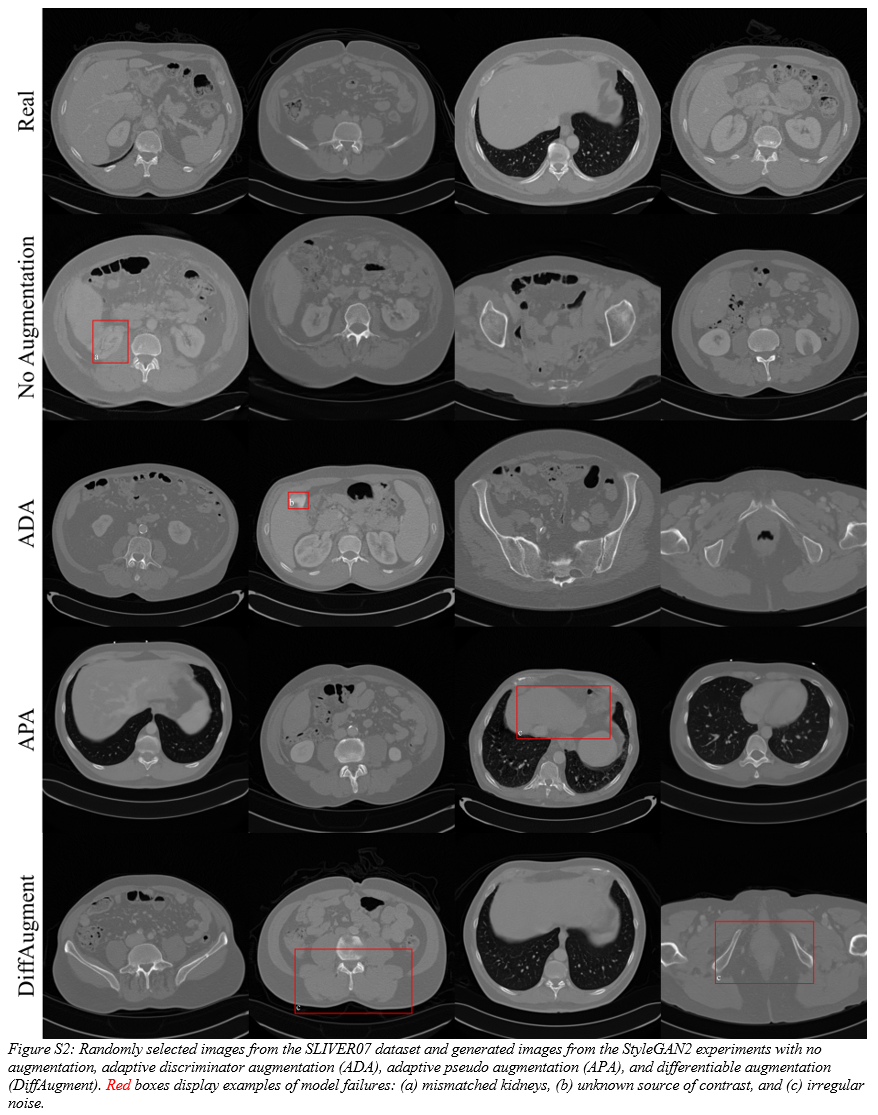 Real
No Augmentation
a
ADA
b
APA
c
DiffAugment
c
c
Figure S2: Randomly selected images from the SLIVER07 dataset and generated images from the StyleGAN2 experiments with no
augmentation, adaptive discriminator augmentation (ADA), adaptive pseudo augmentation (APA), and differentiable augmentation
(DiffAugment). Red boxes display examples of model failures: (a) mismatched kidneys, (b) unknown source of contrast, and (c) irregular
noise.